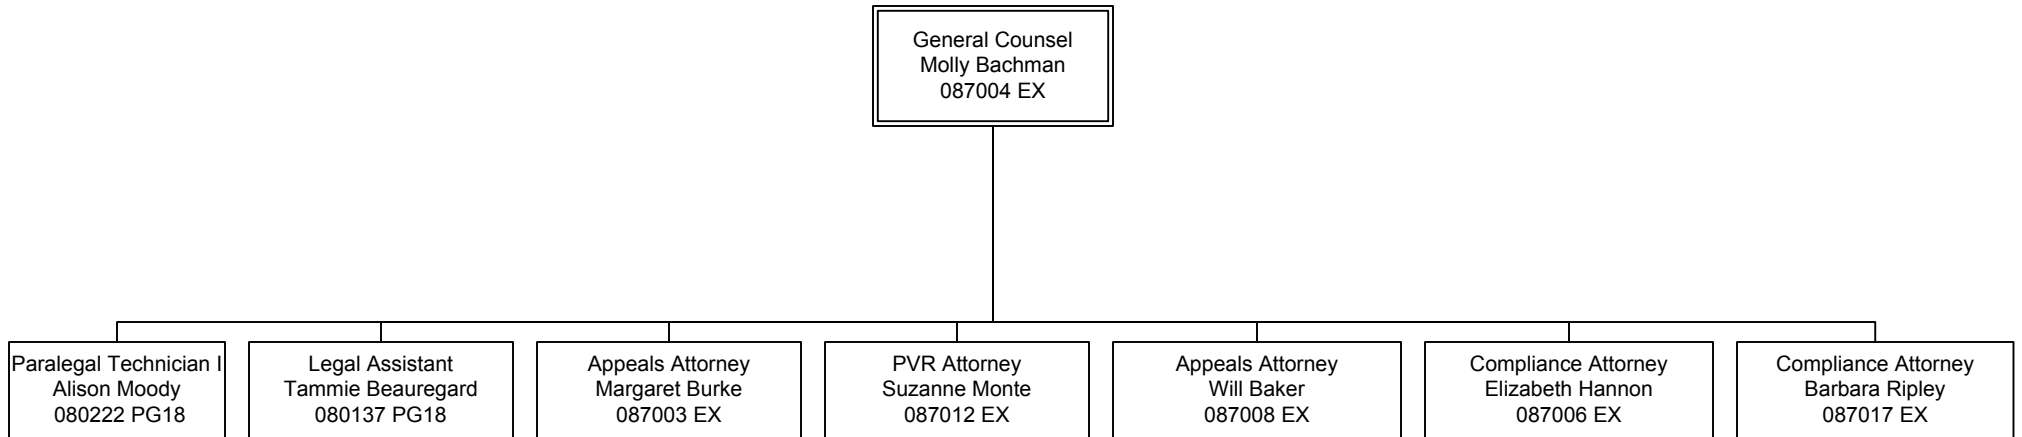 General Counsel
Molly Bachman
087004 EX
Paralegal Technician I
Alison Moody
080222 PG18
Legal Assistant
Tammie Beauregard
080137 PG18
Appeals Attorney
Margaret Burke
087003 EX
PVR Attorney
Suzanne Monte
087012 EX
Appeals Attorney
Will Baker
087008 EX
Compliance Attorney
Elizabeth Hannon
087006 EX
Compliance Attorney
Barbara Ripley
087017 EX